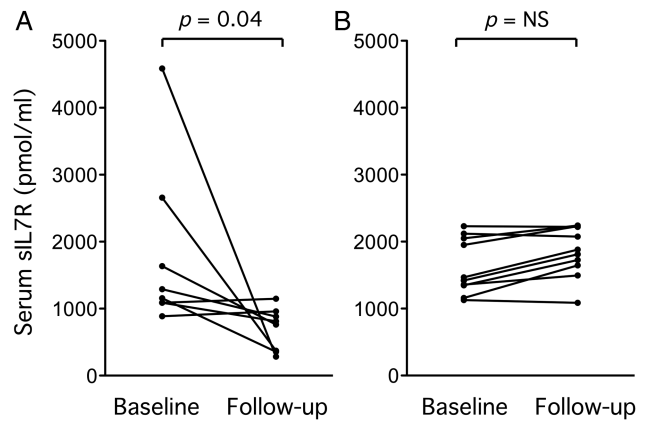 A
p = 0.04
5000
4000
3000
2000
1000
0
Serum sIL7R (pmol/ml)
Baseline
Follow-up
B
p = NS
5000
4000
3000
2000
1000
0
Baseline
Follow-up